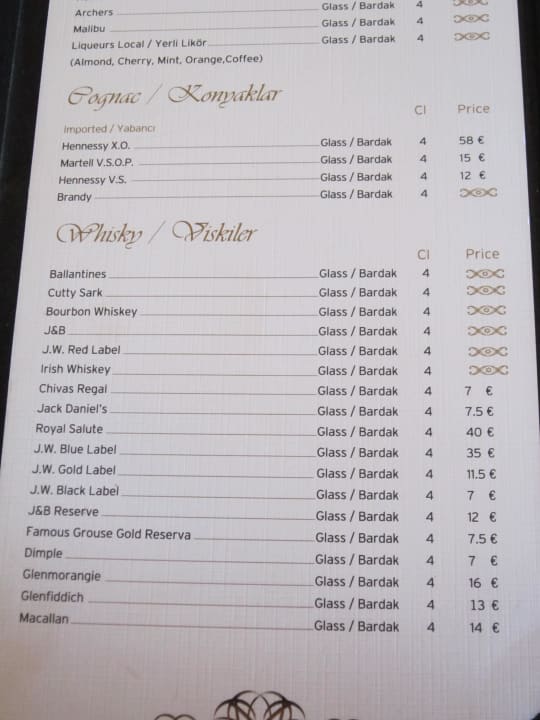 Archers Glass / Bardak 4
Malibu Glass / Bardak 4
Liqueurs Local / Yerli Likör Glass / Bardak 4
(Almond, Cherry, Mint, Orange,Coffee)
Cognac / Konyaklar Cl Price
Imported / Yabancı
Hennessy X.O. Glass / Bardak 4 58 €
Martell V.S.O.P. Glass / Bardak 4 15 €
Hennessy V.S. Glass / Bardak 4 12 €
Brandy Glass / Bardak 4
Whisky / Viskiler Cl Price
Ballantines Glass / Bardak 4
Cutty Sark Glass / Bardak 4
Bourbon Whiskey Glass / Bardak 4
J&B Glass / Bardak 4
J.W. Red Label Glass / Bardak 4
Irish Whiskey Glass / Bardak 4
Chivas Regal Glass / Bardak 4 7 €
Jack Daniel's Glass / Bardak 4 7.5 €
Royal Salute Glass / Bardak 4 40 €
J.W. Blue Label Glass / Bardak 4 35 €
J.W. Gold Label Glass / Bardak 4 11.5 €
J.W. Black Label Glass / Bardak 4 7 €
J&B Reserve Glass / Bardak 4 12 €
Famous Grouse Gold Reserva Glass / Bardak 4 7.5 €
Dimple Glass / Bardak 4 7 €
Glenmorangie Glass / Bardak 4 16 €
Glenfiddich Glass / Bardak 4 13 €
Macallan Glass / Bardak 4 14 €